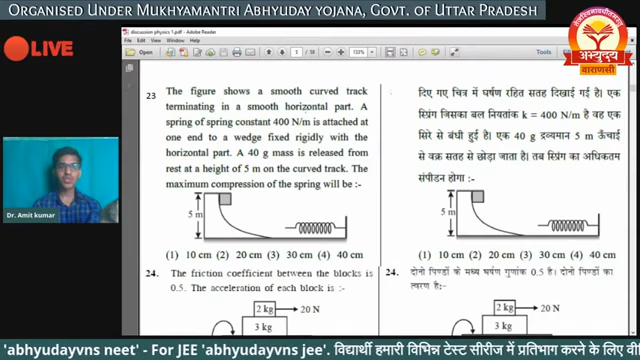 ORGANISED UNDER MUKHYAMANTRI ABHYUDAY YOJANA, GOVT. OF UTTAR PRADESH
LIVE
discussion physics 1.pdf - Adobe Reader
Open
1
/ 18
133%
Tools
Sign
Comment
अभ्युदय
वाराणसी
23
The figure shows a smooth curved track
terminating in a smooth horizontal part. A
spring of spring constant 400 N/m is attached at
one end to a wedge fixed rigidly with the
horizontal part. A 40 g mass is released from
rest at a height of 5 m on the curved track. The
maximum compression of the spring will be :-
5 m
(1) 10 cm (2) 20 cm (3) 30 cm (4) 40 cm
24. The friction coefficient between the blocks is
0.5. The acceleration of each block is :-
2 kg
20 N
3 kg
दिए गए चित्र में घर्षण रहित सतह दिखाई गई है। एक
स्प्रिंग जिसका बल नियतांक k = 400 N/m है वह एक
सिरे से बंधी हुई है। एक 40 g द्रव्यमान 5 m ऊँचाई
से वक्र सतह से छोड़ा जाता है। तब स्प्रिंग का अधिकतम
संपीडन होगा :-
5 m
(1) 10 cm (2) 20 cm (3) 30 cm (4) 40 cm
24. दोनो पिण्डों के मध्य घर्षण गुणांक 0.5 है। दोनो पिण्डों का
त्वरण है:-
2 kg
20 N
3 kg
Dr. Amit kumar
'abhyudayvns neet' - For JEE 'abhyudayvns jee'. विद्यार्थी हमारी विभिन्न टेस्ट सीरीज में प्रतिभाग करने के लिए वी